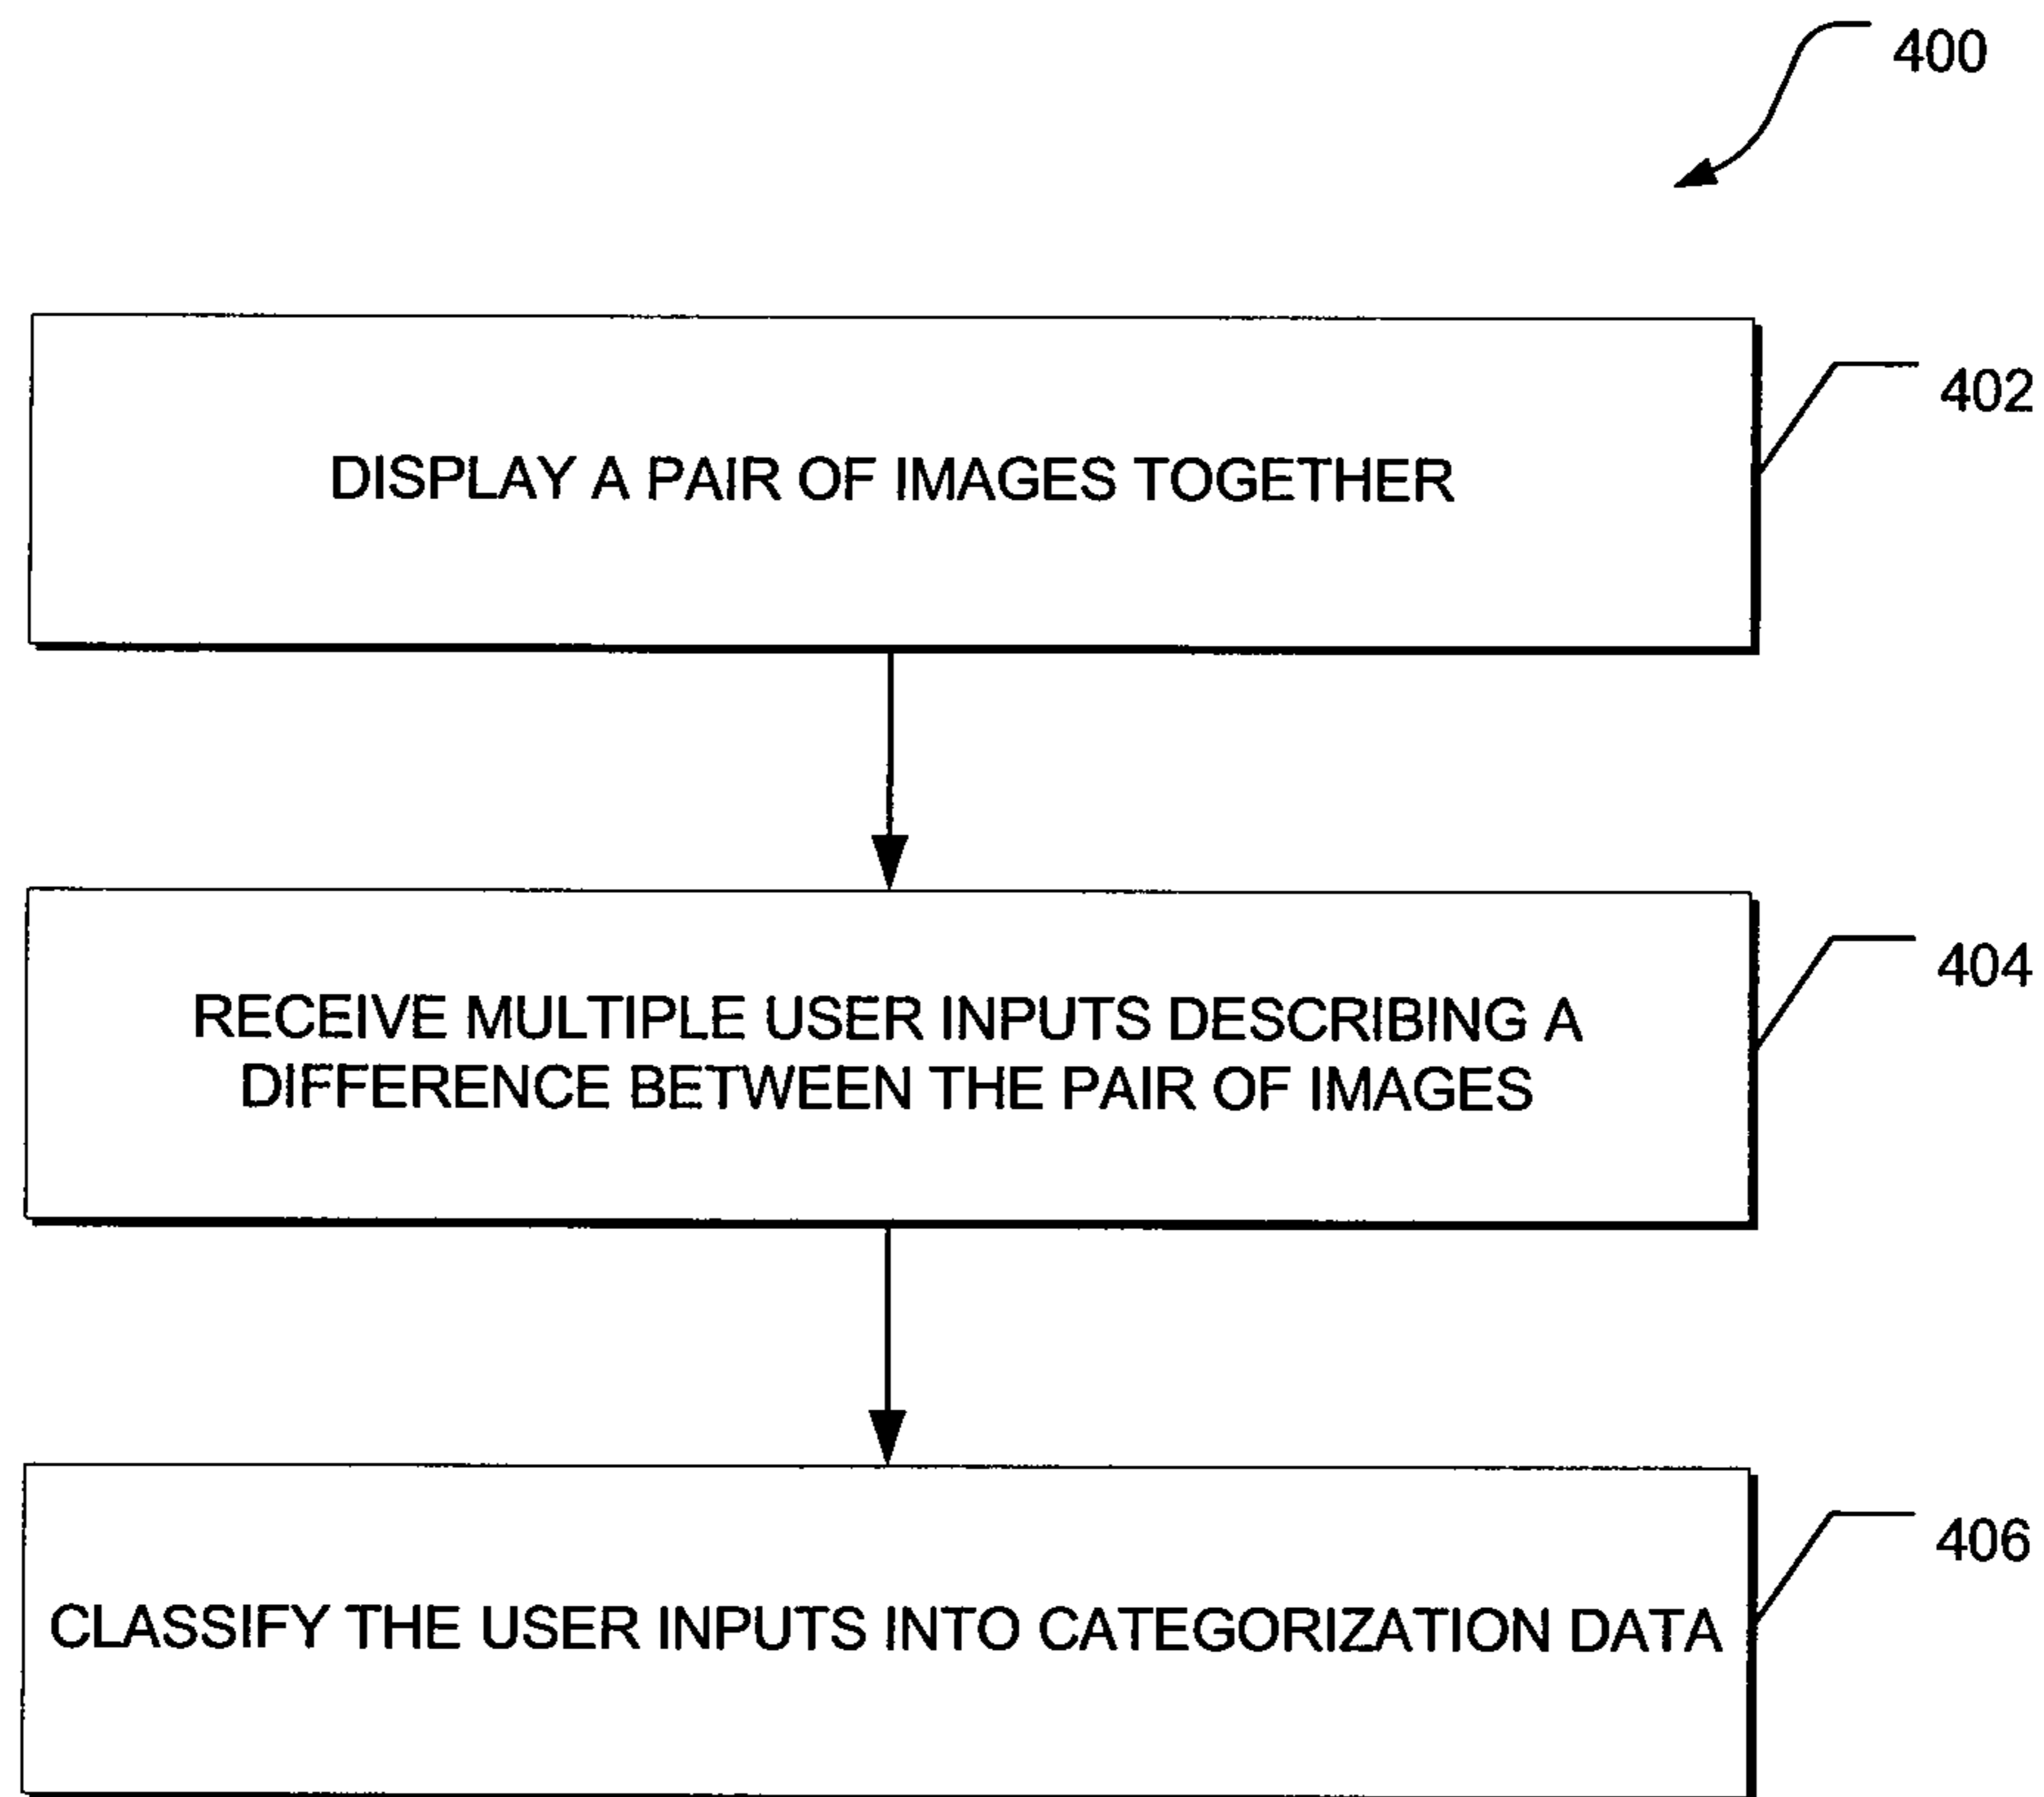 400
402
DISPLAY A PAIR OF IMAGES TOGETHER
404
RECEIVE MULTIPLE USER INPUTS DESCRIBING A
DIFFERENCE BETWEEN THE PAIR OF IMAGES
406
CLASSIFY THE USER INPUTS INTO CATEGORIZATION DATA